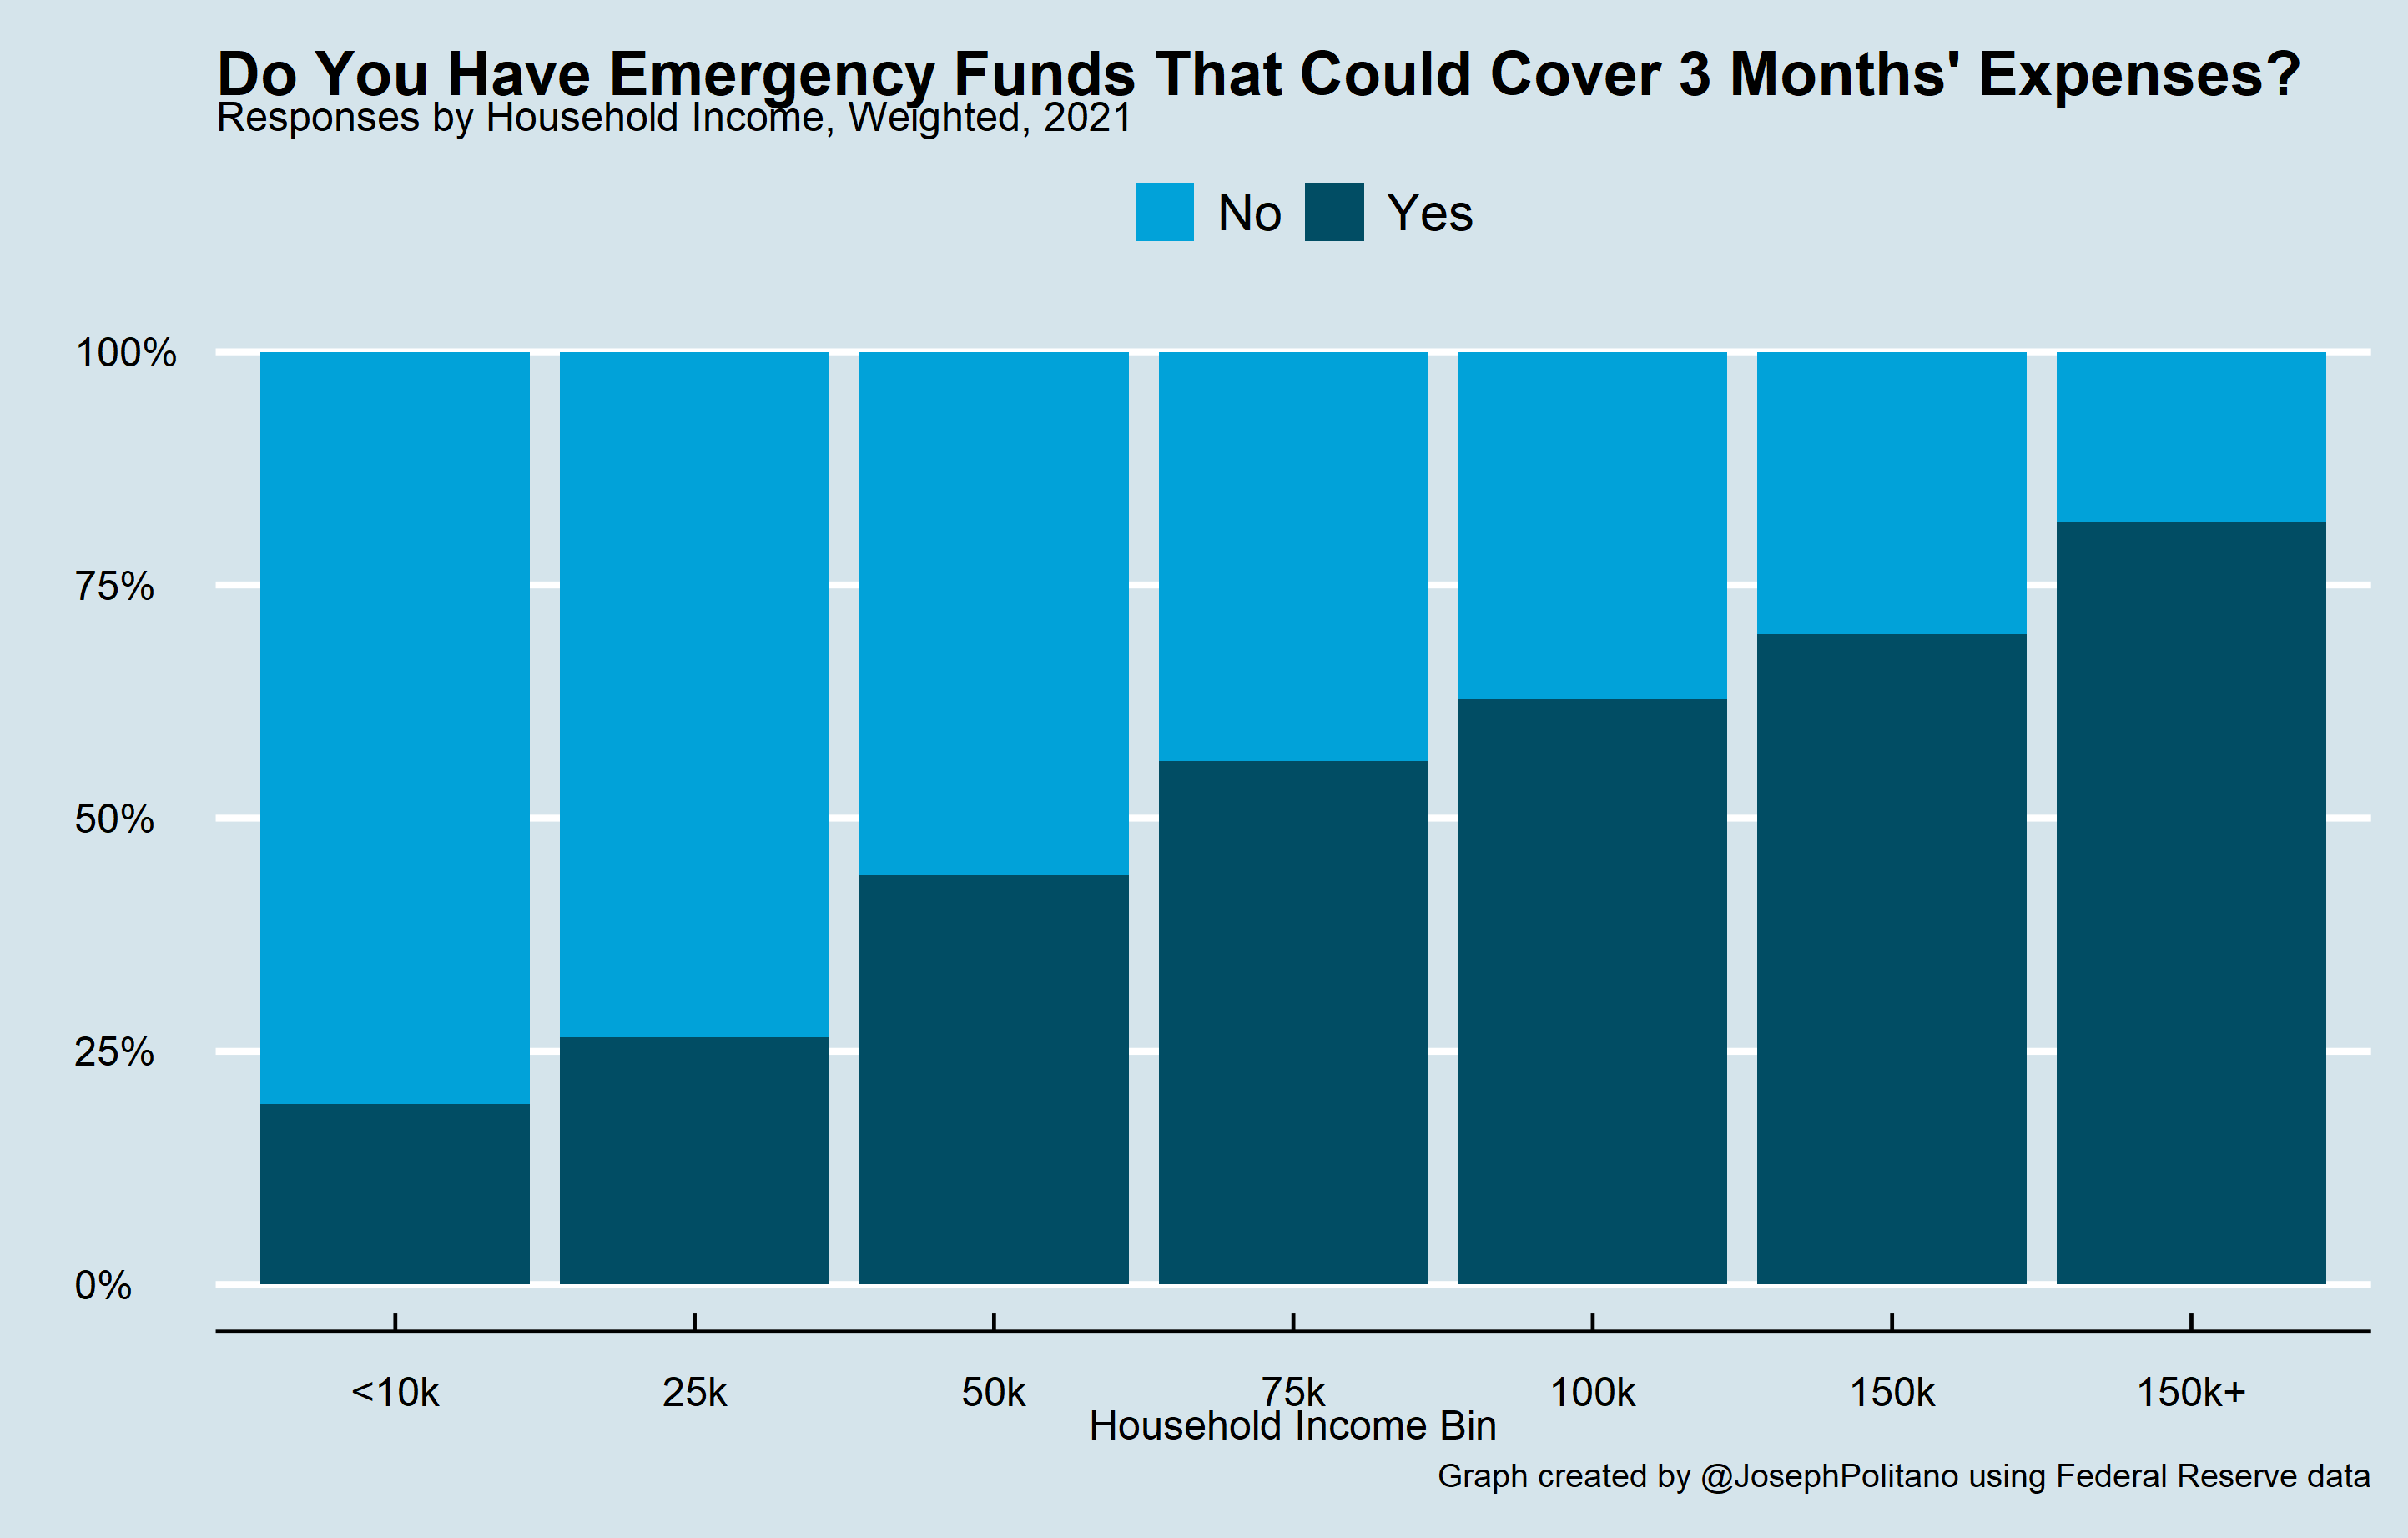 Do You Have Emergency Funds That Could Cover 3 Months' Expenses?
Responses by Household Income, Weighted, 2021
No Yes
100%
75%
50%
25%
0%
<10k 25k 50k 75k 100k 150k 150k+
Household Income Bin
Graph created by @JosephPolitano using Federal Reserve data